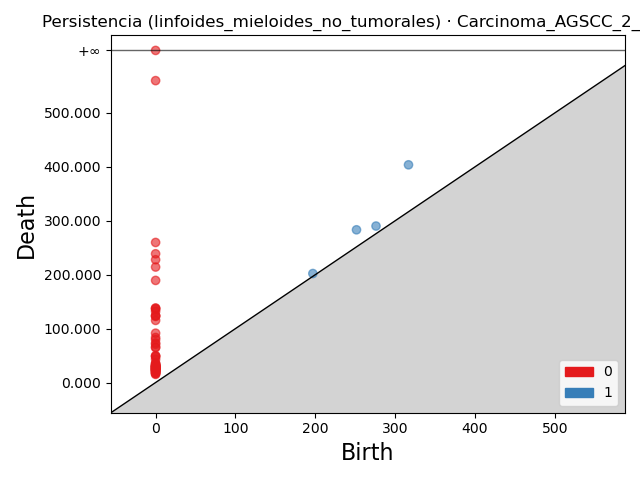 Persistencia (linfoides_mieloides_no_tumorales) · Carcinoma_AGSCC_2_
+∞
500.000
400.000
300.000
200.000
100.000
0.000
Death
0
1
0 100 200 300 400 500
Birth